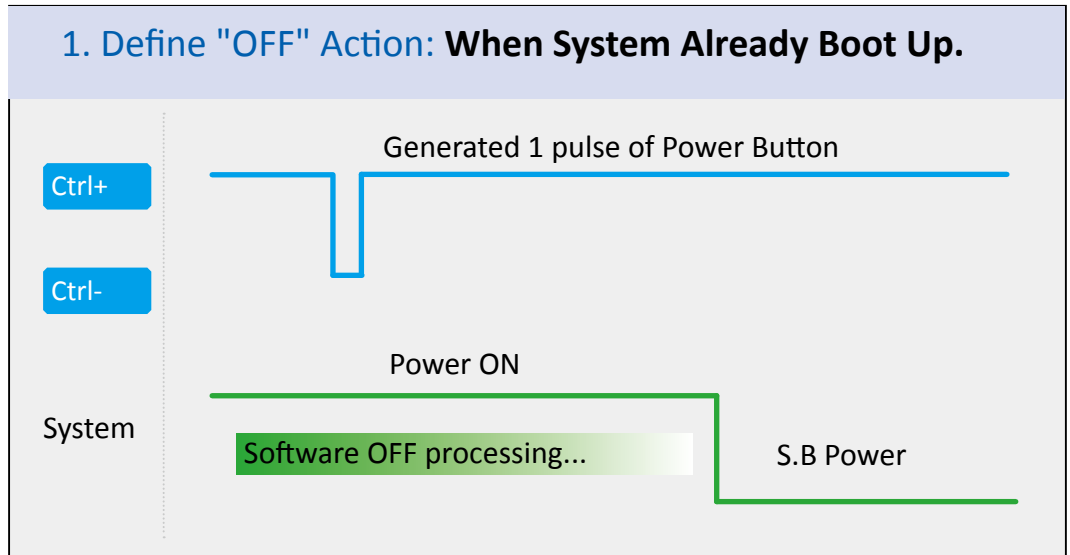 1. Define "OFF" Action: When System Already Boot Up.
Generated 1 pulse of Power Button
Ctrl+
Ctrl-
Power ON
System
Software OFF processing...
S.B Power